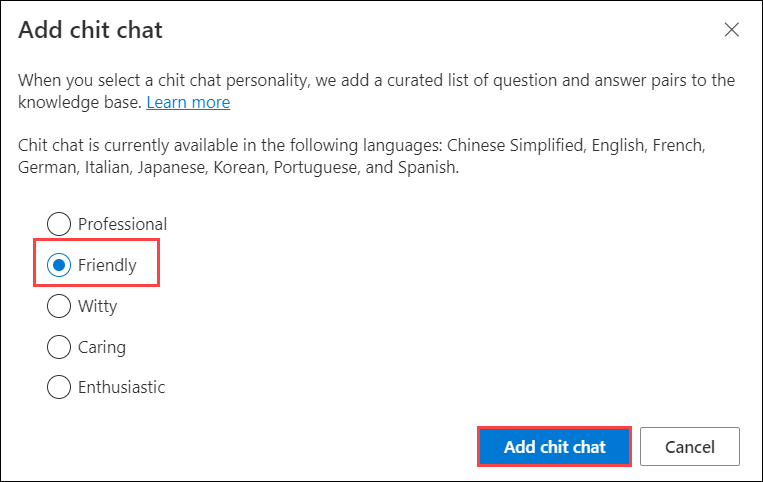 Add chit chat
When you select a chit chat personality, we add a curated list of question and answer pairs to the
knowledge base. Learn more
Chit chat is currently available in the following languages: Chinese Simplified, English, French,
German, Italian, Japanese, Korean, Portuguese, and Spanish.
Professional
Friendly
Witty
Caring
Enthusiastic
Add chit chat Cancel